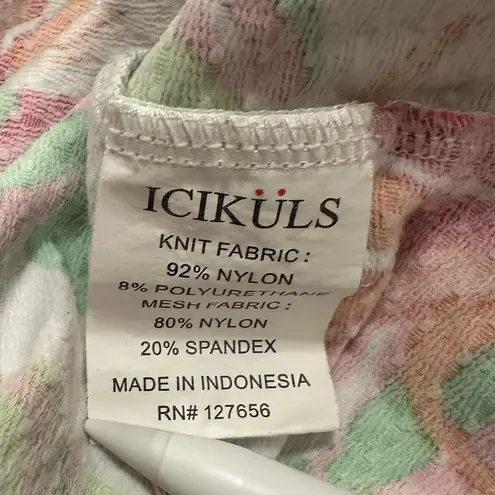 ICIKÜLS
KNIT FABRIC :
92% NYLON
8% POLYURETHANE
MESH FABRIC :
80% NYLON
20% SPANDEX
MADE IN INDONESIA
RN# 127656